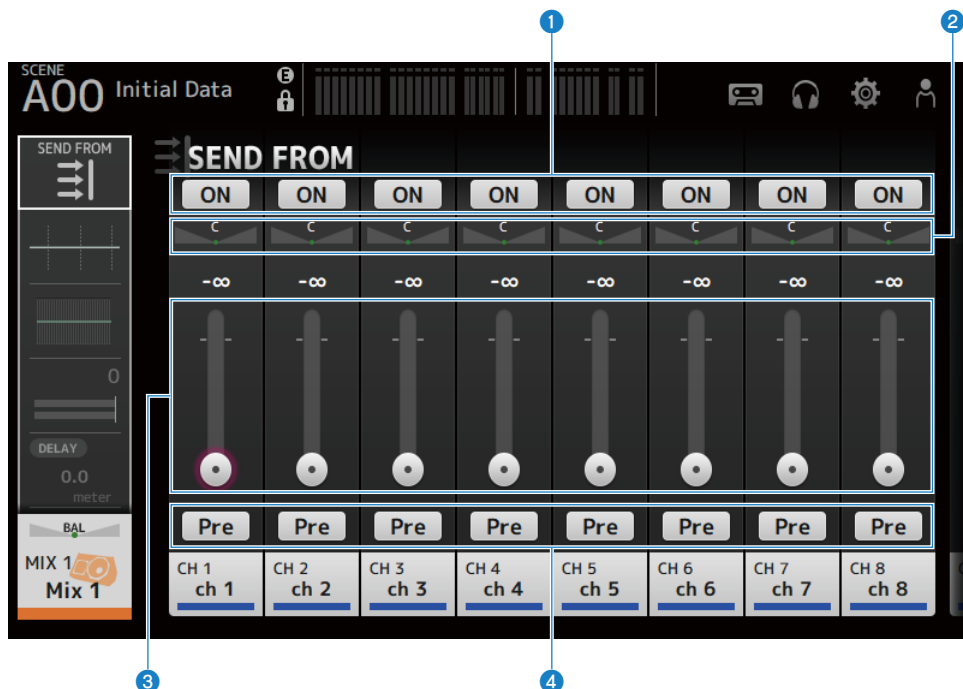 1
2
SCENE
A00 Initial Data
E
SEND FROM
SEND FROM
ON ON ON ON ON ON ON ON
C C C C C C C C
-∞ -∞ -∞ -∞ -∞ -∞ -∞ -∞
0
DELAY
0.0
meter
Pre Pre Pre Pre Pre Pre Pre Pre
BAL
MIX 1
Mix 1
CH 1 CH 2 CH 3 CH 4 CH 5 CH 6 CH 7 CH 8
ch 1 ch 2 ch 3 ch 4 ch 5 ch 6 ch 7 ch 8
3
4